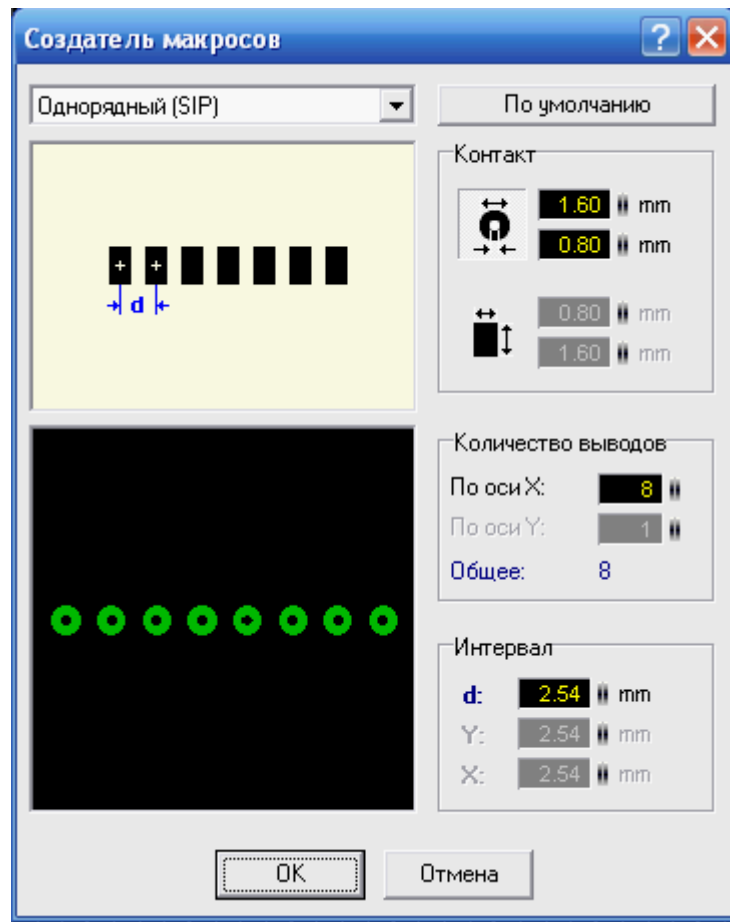 Создатель макросов
Однорядный (SIP)
По умолчанию
d
Контакт
1.60 mm
0.80 mm
0.80 mm
1.60 mm
Количество выводов
По оси X: 8
По оси Y: 1
Общее: 8
Интервал
d: 2.54 mm
Y: 2.54 mm
X: 2.54 mm
OK
Отмена